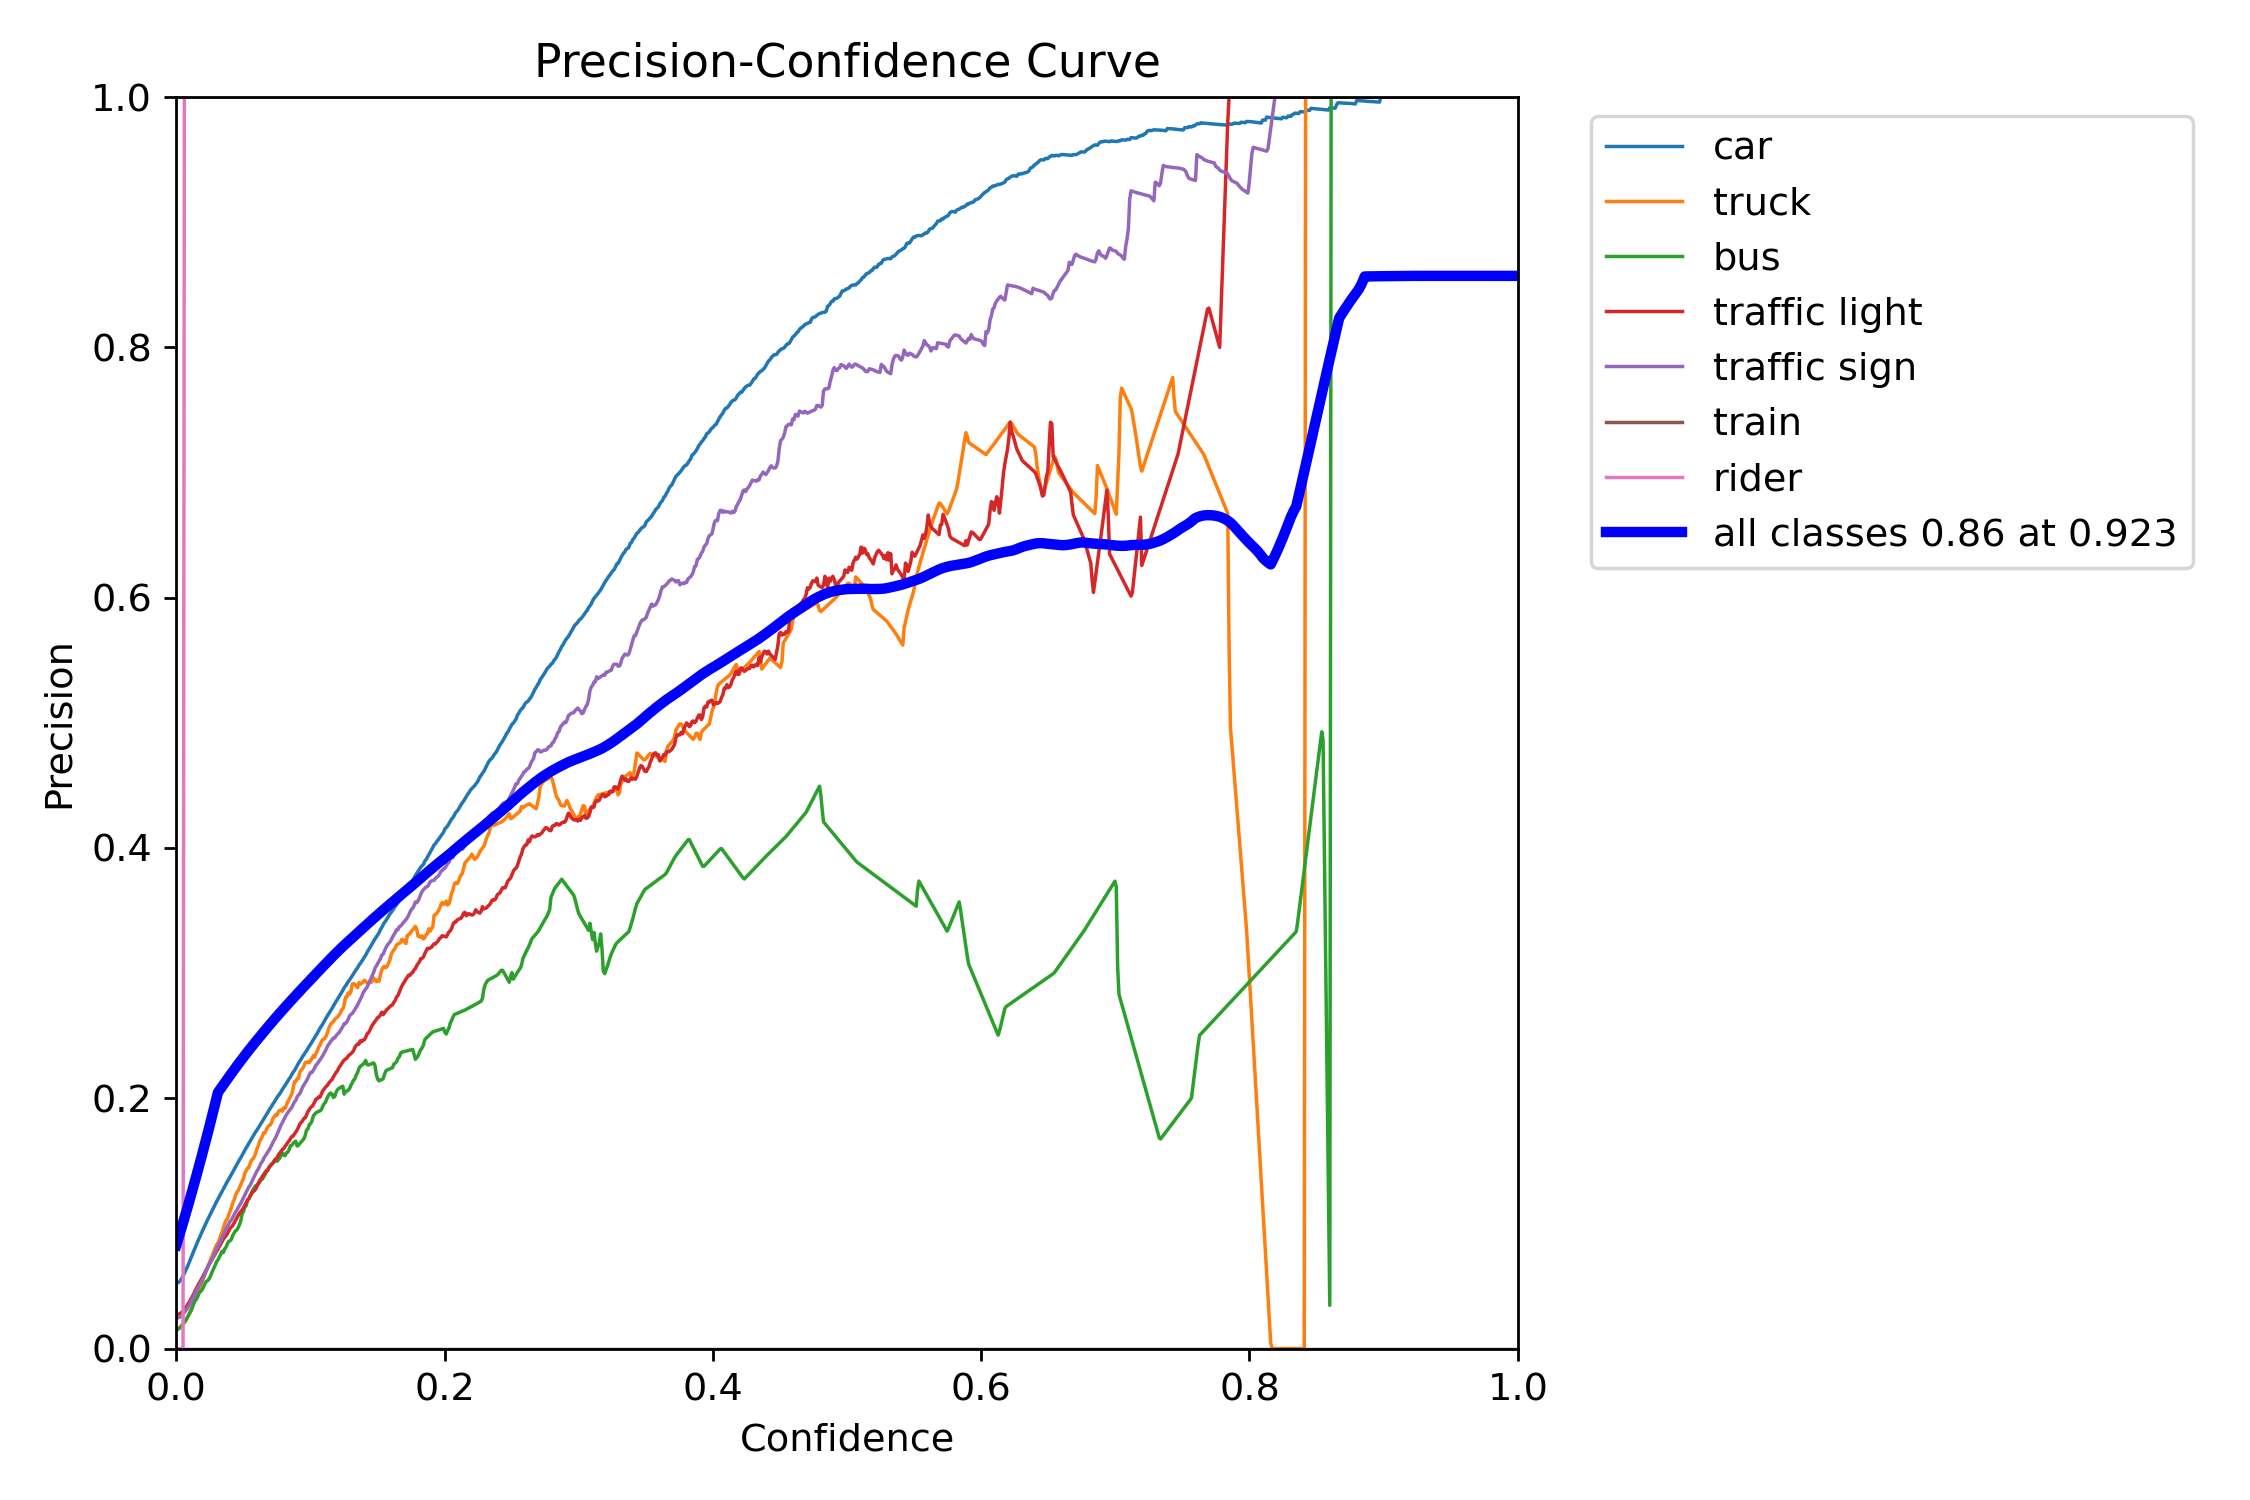 Precision-Confidence Curve
1.0
0.8
0.6
0.4
0.2
0.0
Precision
0.0 0.2 0.4 0.6 0.8 1.0
Confidence
car
truck
bus
traffic light
traffic sign
train
rider
all classes 0.86 at 0.923